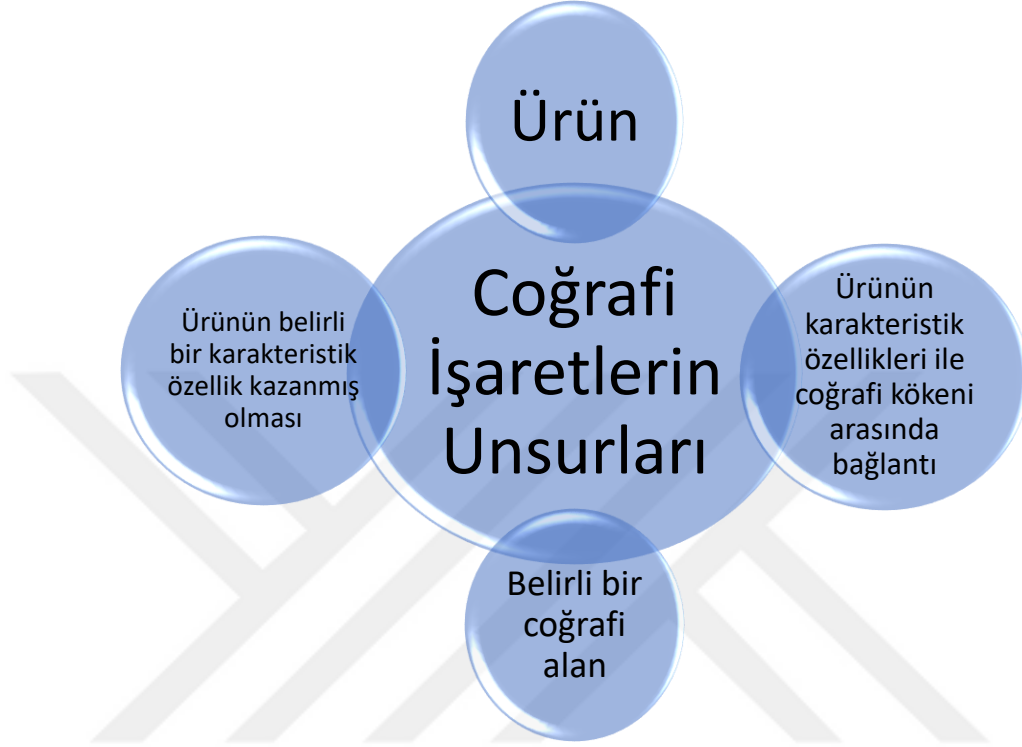 Ürün
Coğrafi
İşaretlerin
Unsurları
Ürünün belirli
bir karakteristik
özellik kazanmış
olması
Ürünün
karakteristik
özellikleri ile
coğrafi kökeni
arasında
bağlantı
Belirli bir
coğrafi
alan